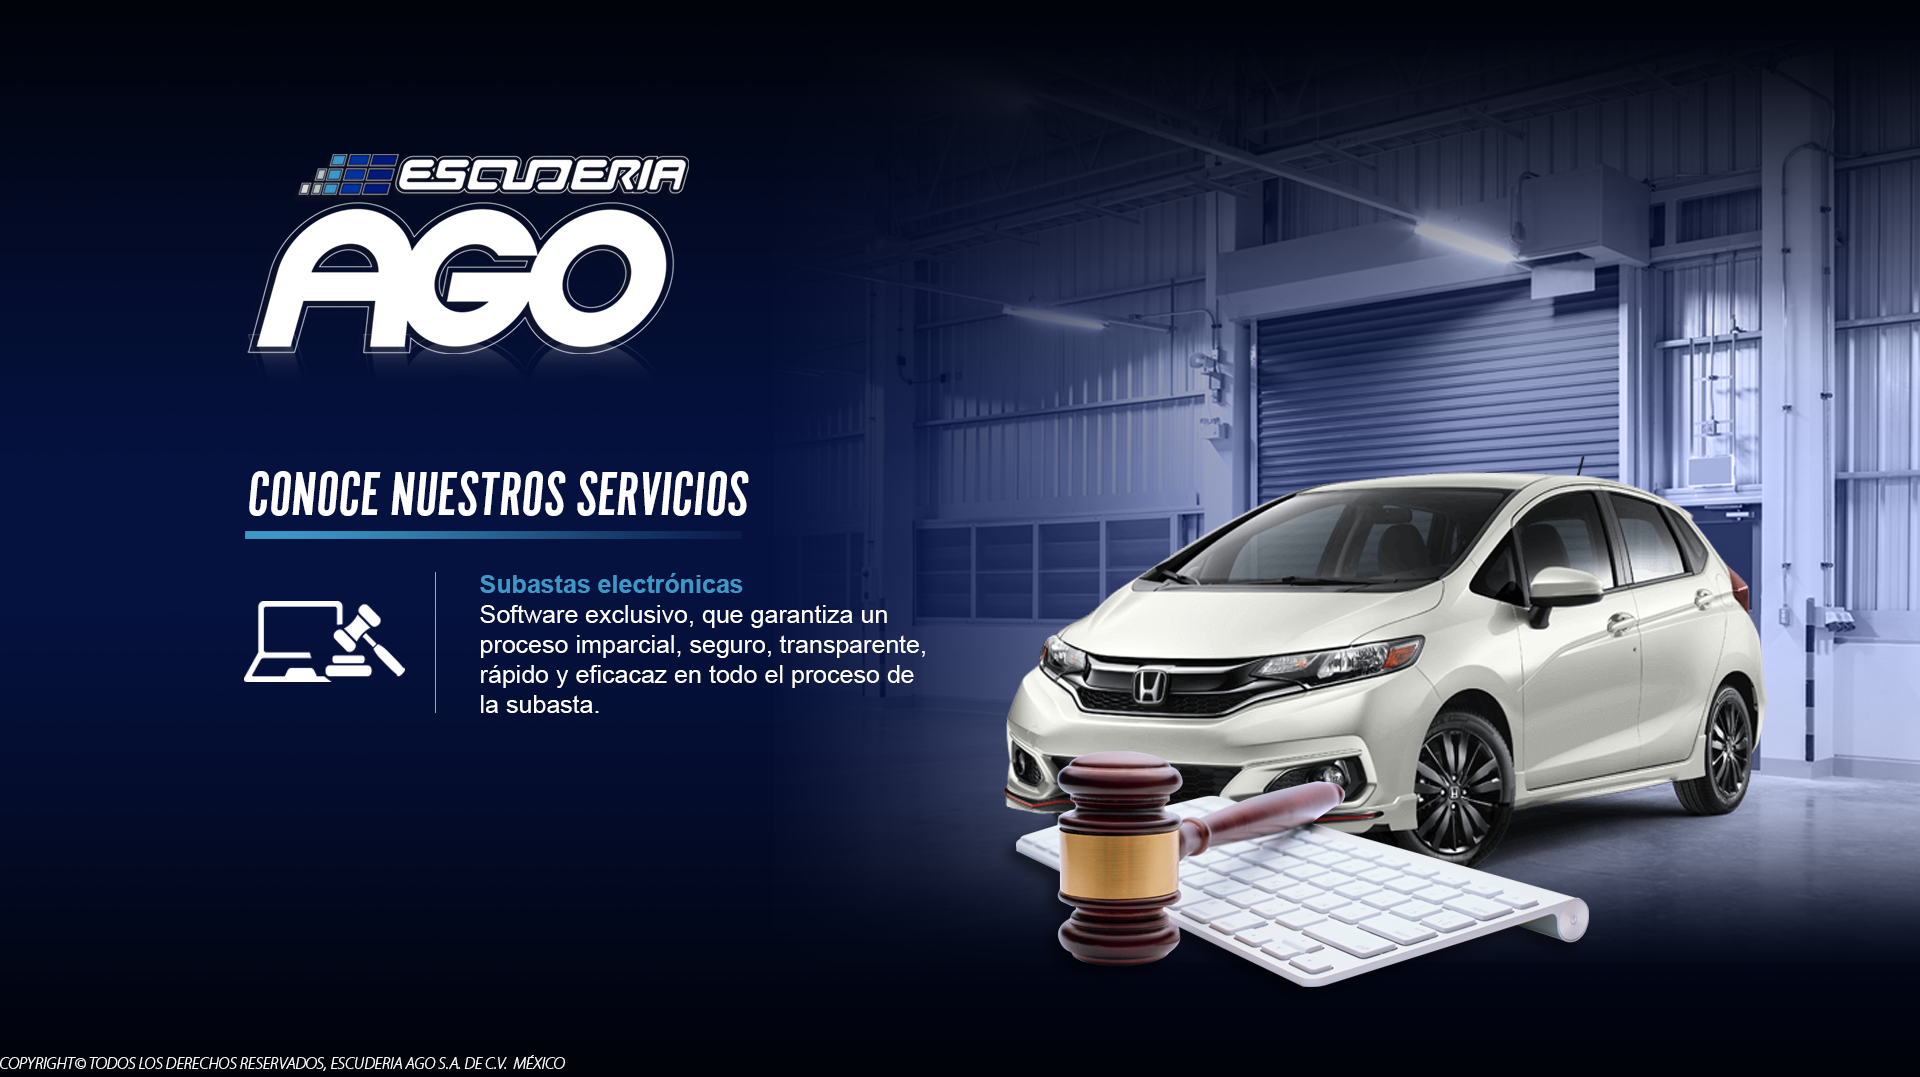 ESCUDERIA
AGO
CONOCE NUESTROS SERVICIOS
Subastas electrónicas
Software exclusivo, que garantiza un
proceso imparcial, seguro, transparente,
rápido y eficacaz en todo el proceso de
la subasta.
COPYRIGHT© TODOS LOS DERECHOS RESERVADOS, ESCUDERIA AGO S.A. DE C.V. MÉXICO